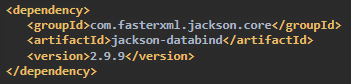 <dependency>
<groupId>com.fasterxml.jackson.core</groupId>
<artifactId>jackson-databind</artifactId>
<version>2.9.9</version>
</dependency>